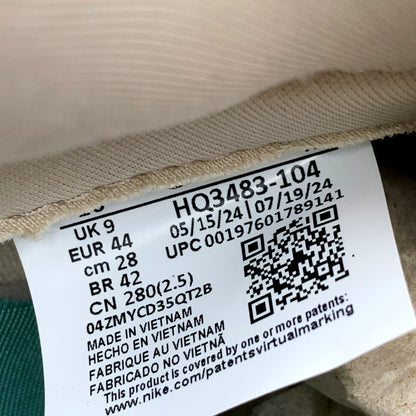 HQ3483-104
UK 9
05/15/24 | 07/19/24
EUR 44
UPC 00197601789141
cm 28
BR 42
CN 280(2.5)
04ZMYCD35QT2B
MADE IN VIETNAM
HECHO EN VIETNAM
FABRIQUE AU VIETNAM
FABRICADO NO VIETNÃ
This product is covered by one or more patents:
www.nike.com/patentsvirtualmarking